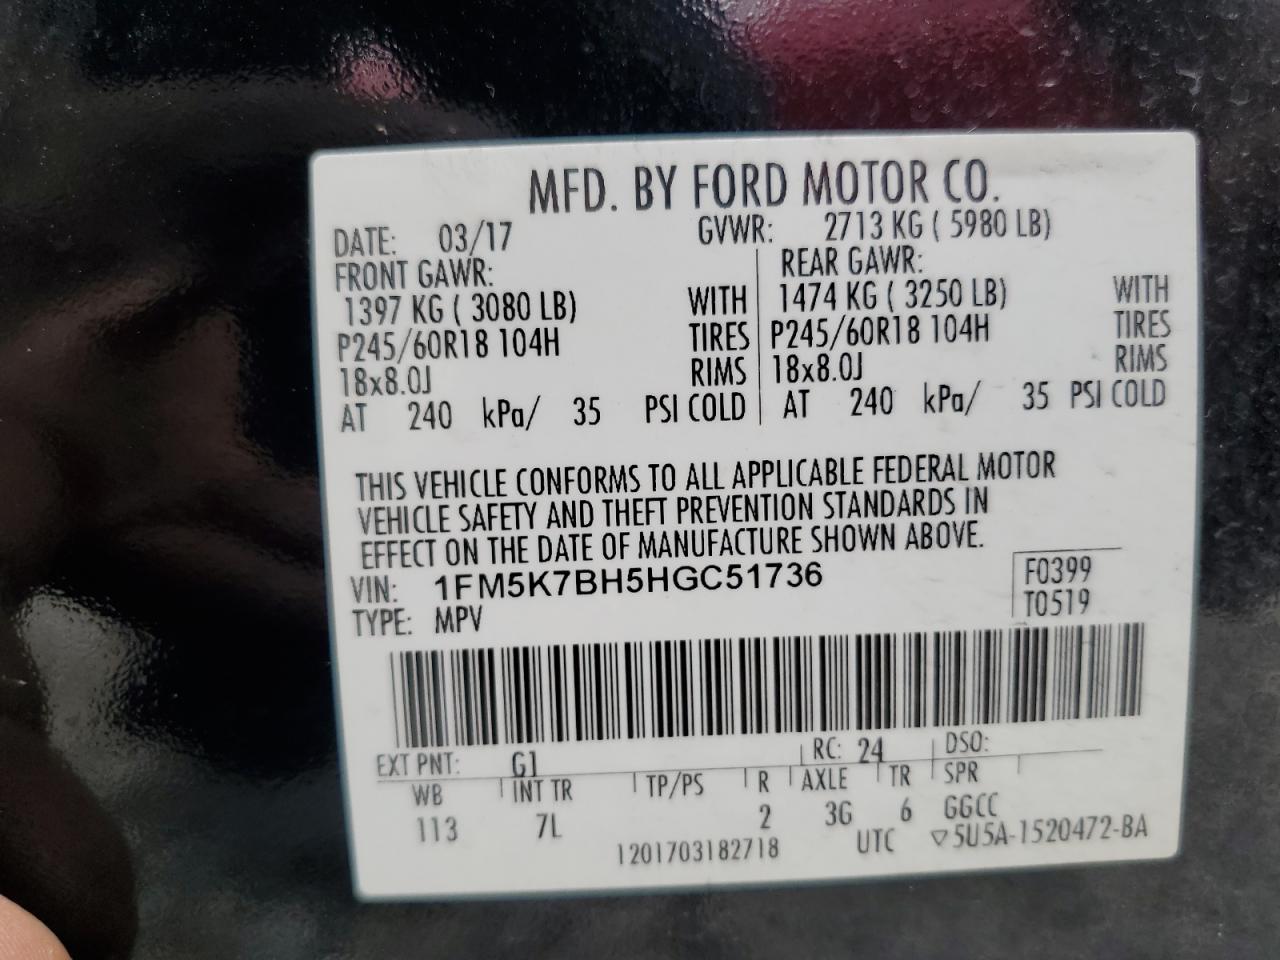 MFD. BY FORD MOTOR CO.
DATE: 03/17 GVWR: 2713 KG ( 5980 LB)
FRONT GAWR: REAR GAWR:
1397 KG ( 3080 LB) WITH 1474 KG ( 3250 LB) WITH
P245/60R18 104H TIRES P245/60R18 104H TIRES
18x8.0J RIMS 18x8.0J RIMS
AT 240 kPa/ 35 PSI COLD AT 240 kPa/ 35 PSI COLD
THIS VEHICLE CONFORMS TO ALL APPLICABLE FEDERAL MOTOR
VEHICLE SAFETY AND THEFT PREVENTION STANDARDS IN
EFFECT ON THE DATE OF MANUFACTURE SHOWN ABOVE.
VIN: 1FM5K7BH5HGC51736 F0399
TYPE: MPV T0519
EXT PNT: G1 RC: 24 DSO:
WB INT TR TP/PS R AXLE TR SPR
113 7L 2 3G 6 GGCC
1201703182718 UTC ▽5U5A-1520472-BA